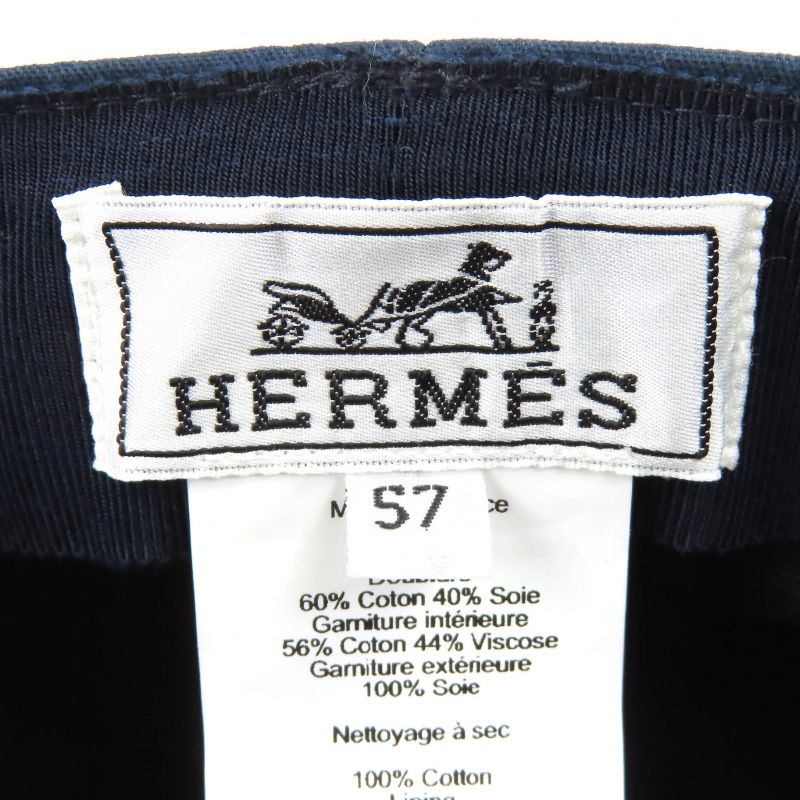 HERMÈS
57
60% Coton 40% Soie
Garniture intérieure
56% Coton 44% Viscose
Garniture extérieure
100% Soie
Nettoyage à sec
100% Cotton
Lining